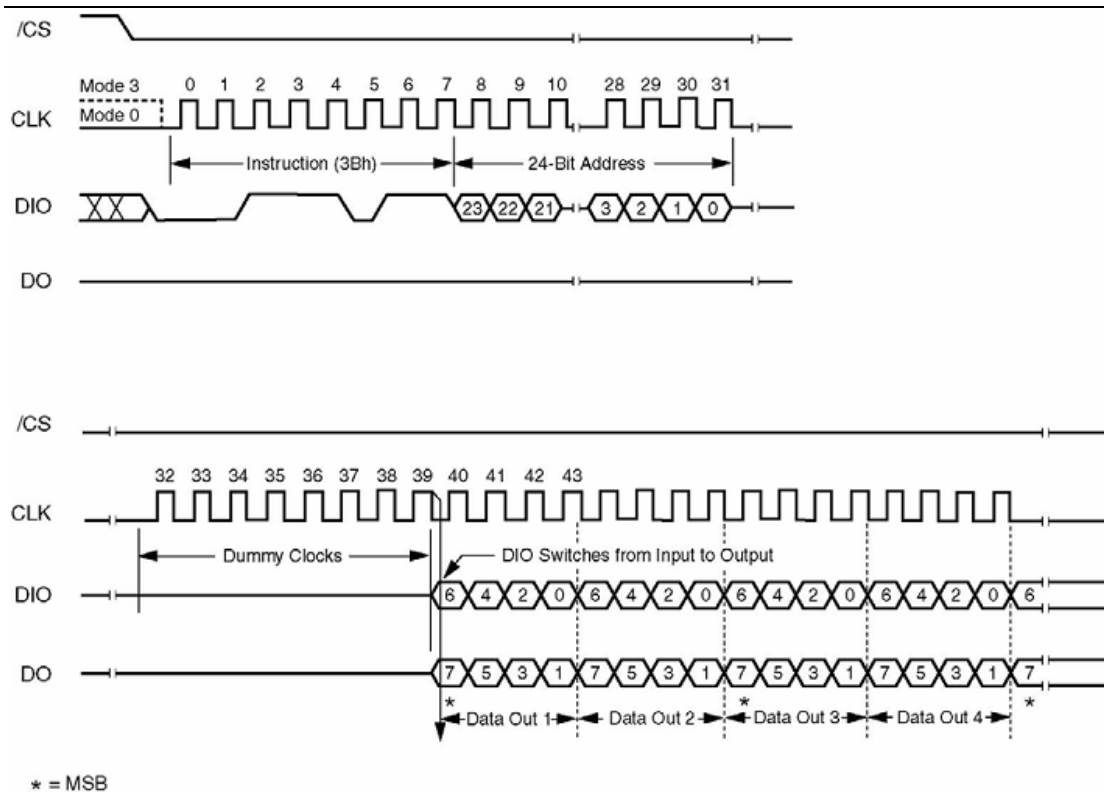 /CS
Mode 3 0 1 2 3 4 5 6 7 8 9 10 28 29 30 31
CLK Mode 0
Instruction (3Bh) 24-Bit Address
DIO 23 22 21 3 2 1 0
DO
/CS
32 33 34 35 36 37 38 39 40 41 42 43
CLK
Dummy Clocks DIO Switches from Input to Output
DIO 6 4 2 0 6 4 2 0 6 4 2 0 6 4 2 0 6
DO 7 5 3 1 7 5 3 1 7 5 3 1 7 5 3 1 7
* * *
Data Out 1 Data Out 2 Data Out 3 Data Out 4
* = MSB